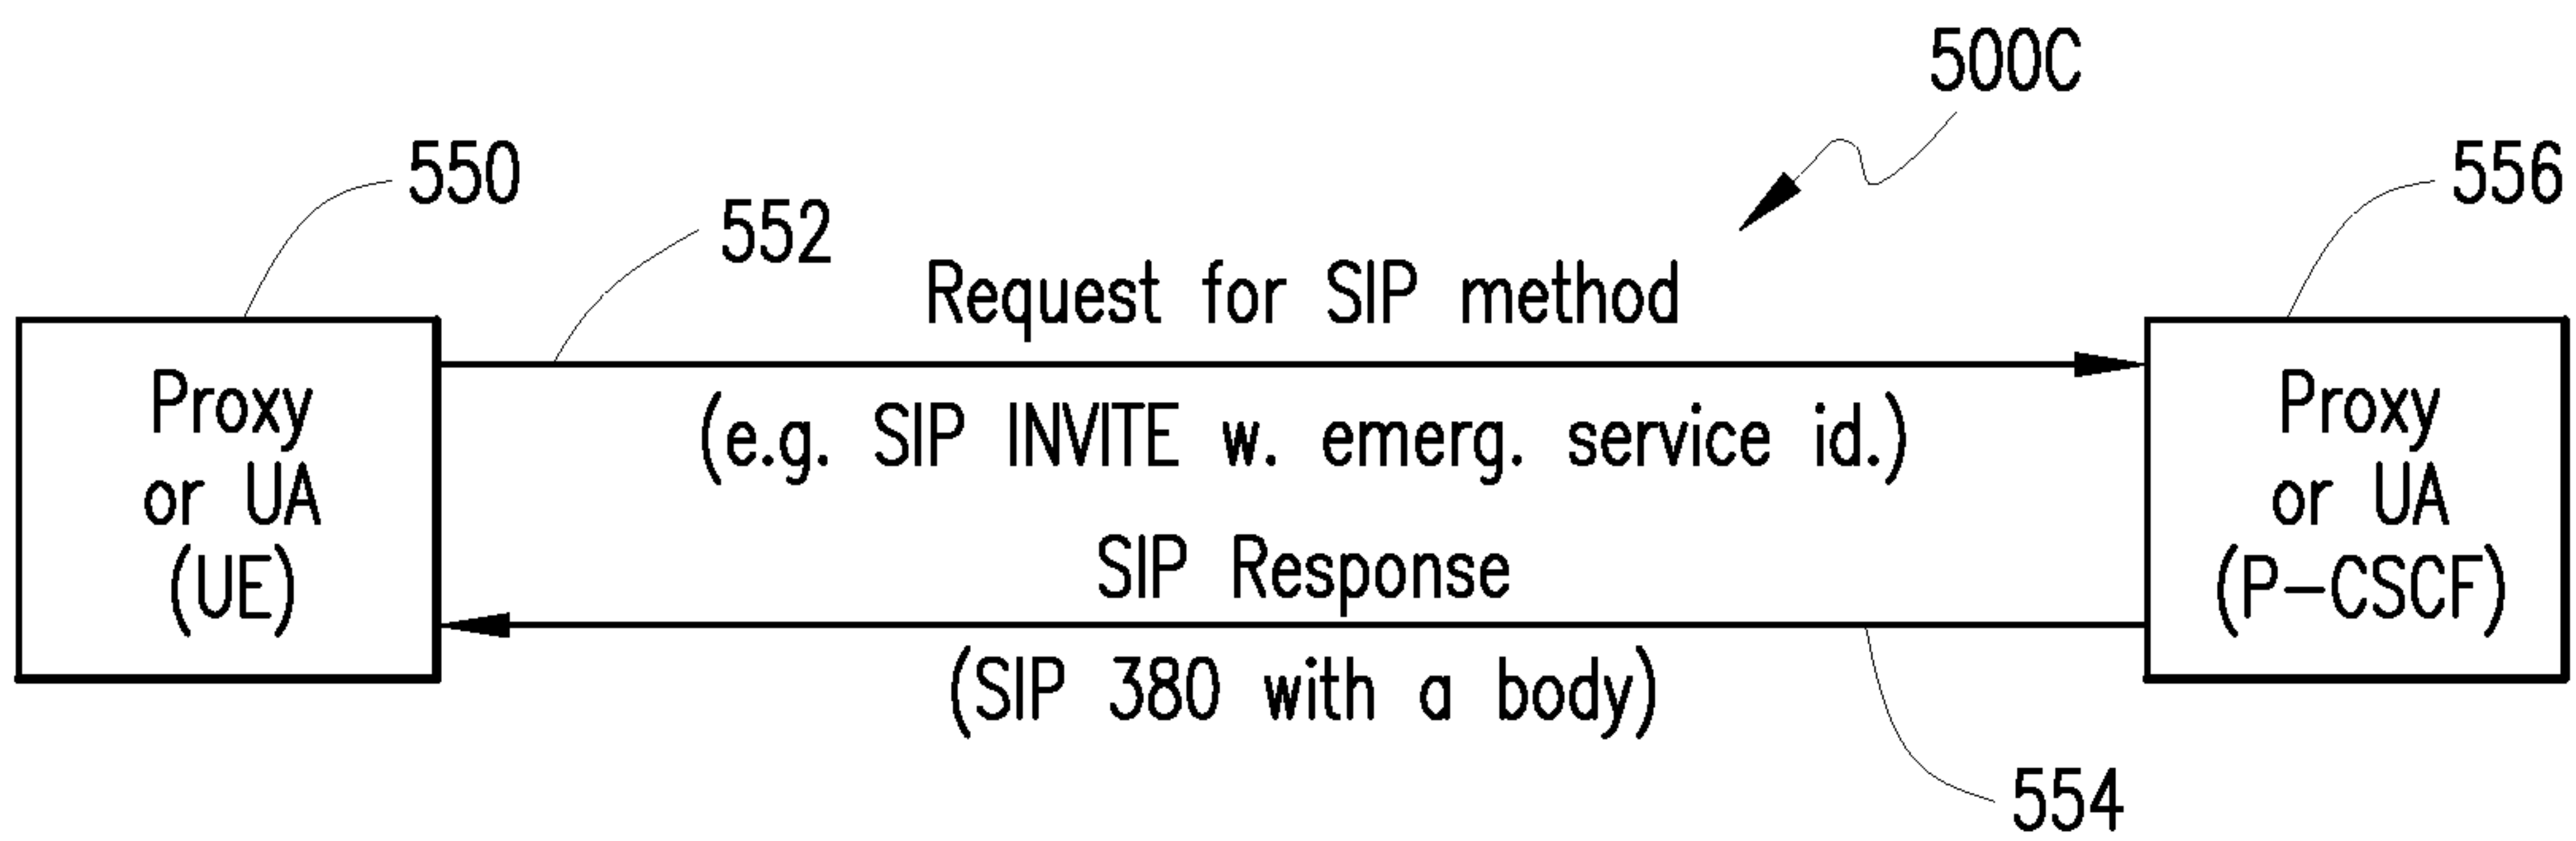 500C
550
552
556
Request for SIP method
(e.g. SIP INVITE w. emerg. service id.)
Proxy
or UA
(UE)
SIP Response
(SIP 380 with a body)
Proxy
or UA
(P-CSCF)
554